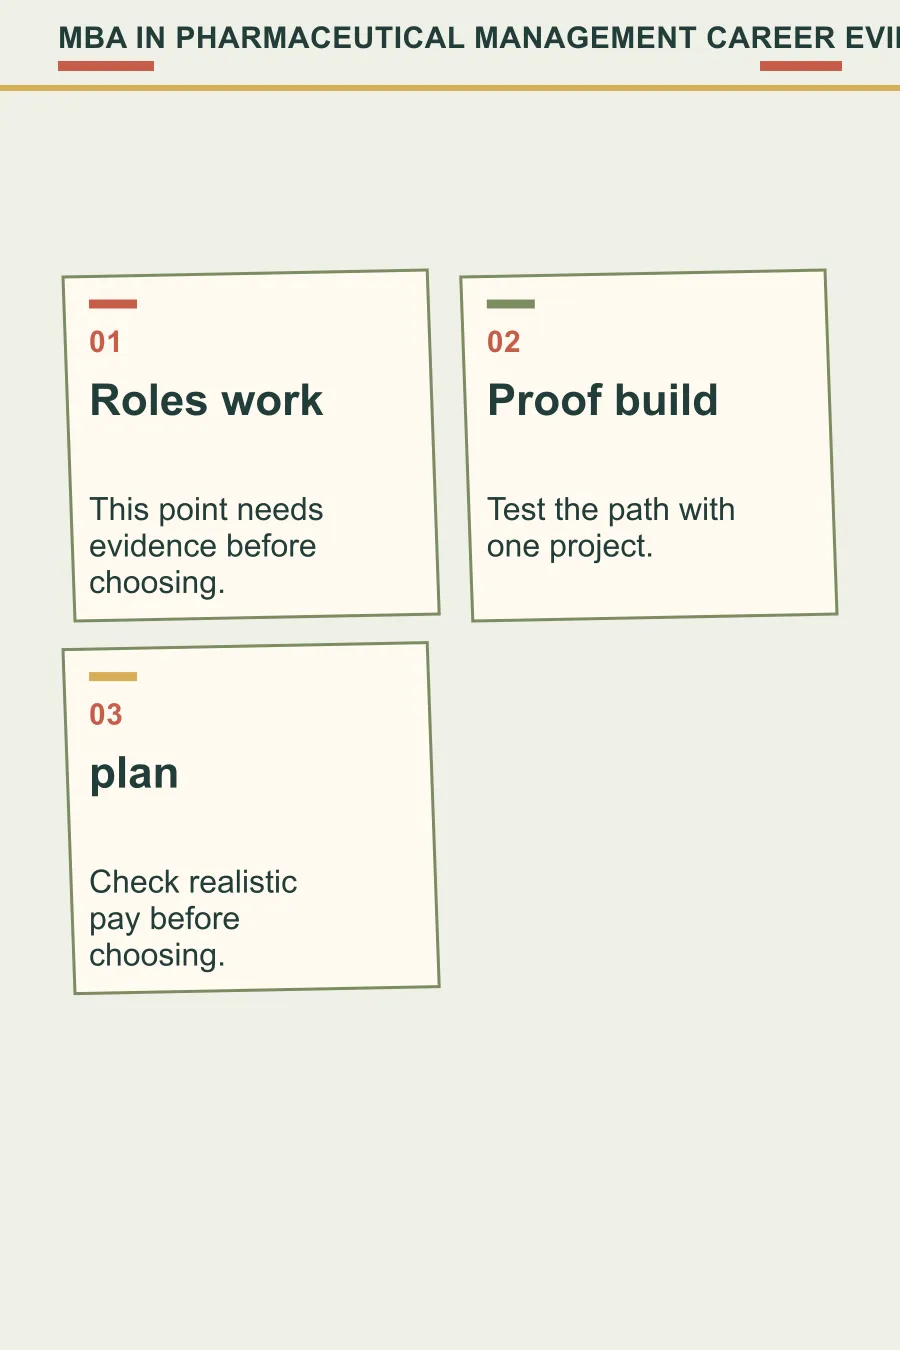 MBA IN PHARMACEUTICAL MANAGEMENT CAREER
01
Roles work
This point needs
evidence before
choosing.
02
Proof build
Test the path with
one project.
03
plan
Check realistic
pay before
choosing.